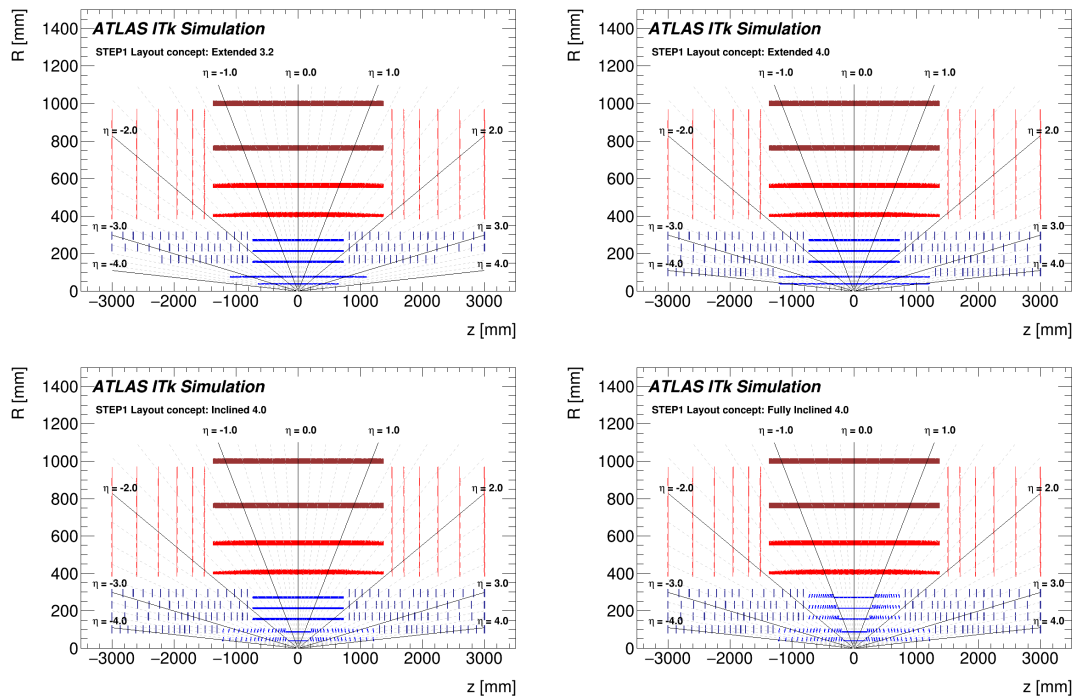 R [mm]
1400
1200
1000
800
600
400
200
0
ATLAS ITk Simulation
STEP1 Layout concept: Extended 3.2
η = -1.0 η = 0.0 η = 1.0
η = -2.0 η = 2.0
η = -3.0 η = 3.0
η = -4.0 η = 4.0
−3000 −2000 −1000 0 1000 2000 3000
z [mm]
R [mm]
1400
1200
1000
800
600
400
200
0
ATLAS ITk Simulation
STEP1 Layout concept: Extended 4.0
η = -1.0 η = 0.0 η = 1.0
η = -2.0 η = 2.0
η = -3.0 η = 3.0
η = -4.0 η = 4.0
−3000 −2000 −1000 0 1000 2000 3000
z [mm]
R [mm]
1400
1200
1000
800
600
400
200
0
ATLAS ITk Simulation
STEP1 Layout concept: Inclined 4.0
η = -1.0 η = 0.0 η = 1.0
η = -2.0 η = 2.0
η = -3.0 η = 3.0
η = -4.0 η = 4.0
−3000 −2000 −1000 0 1000 2000 3000
z [mm]
R [mm]
1400
1200
1000
800
600
400
200
0
ATLAS ITk Simulation
STEP1 Layout concept: Fully Inclined 4.0
η = -1.0 η = 0.0 η = 1.0
η = -2.0 η = 2.0
η = -3.0 η = 3.0
η = -4.0 η = 4.0
−3000 −2000 −1000 0 1000 2000 3000
z [mm]